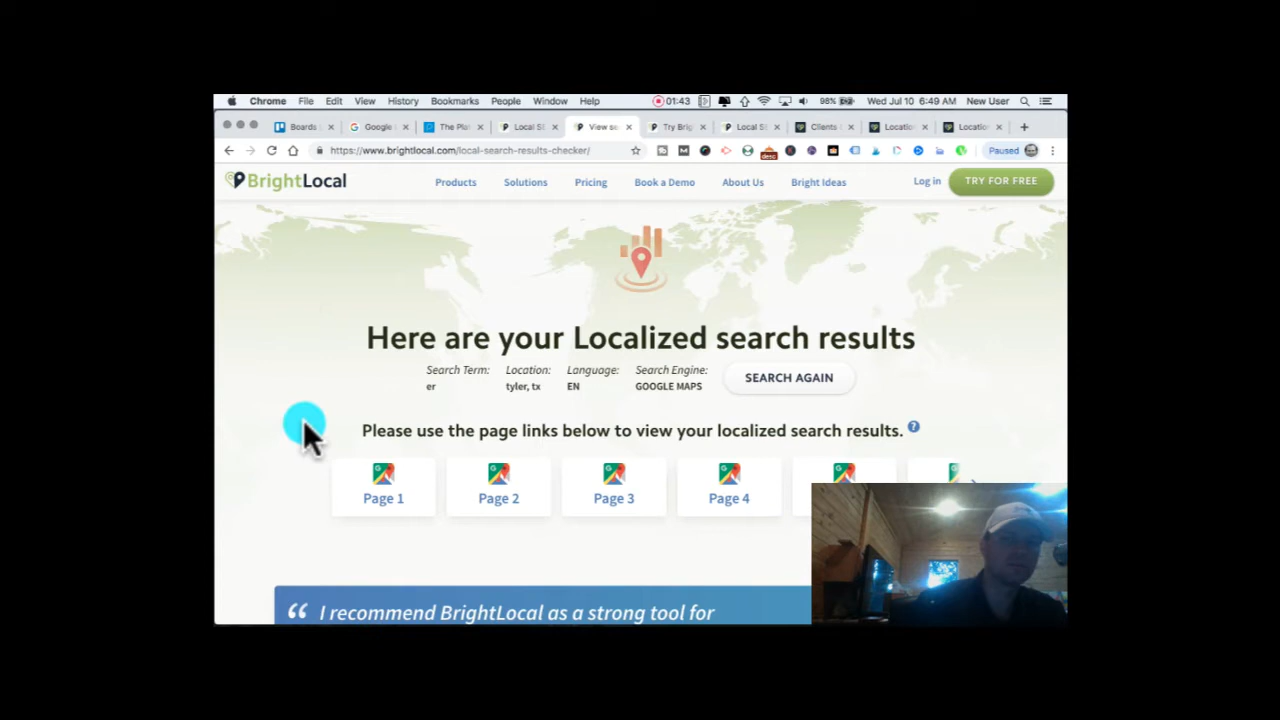 Chrome File Edit View History Bookmarks People Window Help 01:43 98% Wed Jul 10 6:49 AM New User
Boards Google The Pla Local S View se Try Brig Local S Clients Locatio Locatio
https://www.brightlocal.com/local-search-results-checker/ desc Paused
BrightLocal Products Solutions Pricing Book a Demo About Us Bright Ideas Log in TRY FOR FREE
Here are your Localized search results
Search Term: Location: Language: Search Engine: SEARCH AGAIN
er tyler, tx EN GOOGLE MAPS
Please use the page links below to view your localized search results. ?
Page 1 Page 2 Page 3 Page 4
“ I recommend BrightLocal as a strong tool for